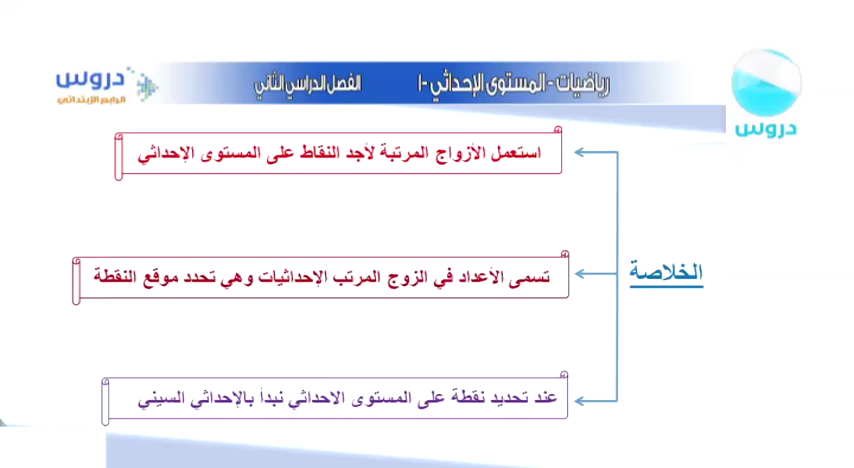 رياضيات - المستوى الإحداثي -١
الفصل الدراسي الثاني
دروس
الرابع الإبتدائي
دروس
استعمل الأزواج المرتبة لأجد النقاط على المستوى الإحداثي
الخلاصة
تسمى الأعداد في الزوج المرتب الإحداثيات وهي تحدد موقع النقطة
عند تحديد نقطة على المستوى الاحداثي نبدأ بالإحداثي السيني